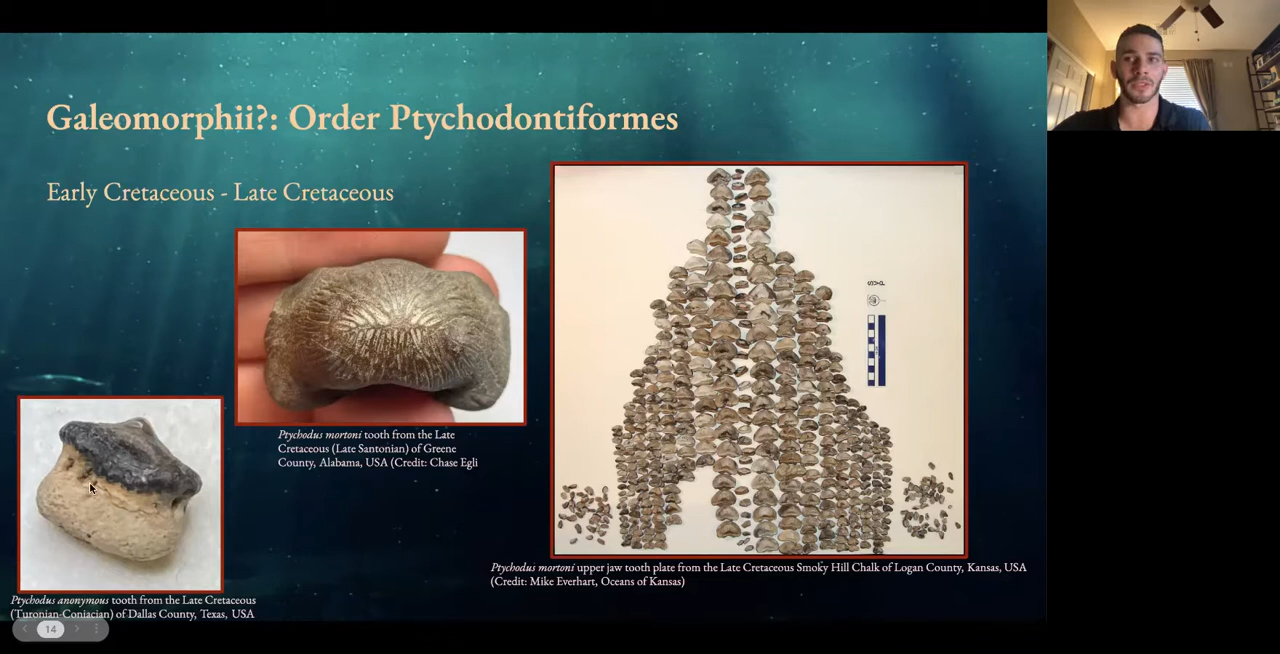 Galeomorphii?: Order Ptychodontiformes
Early Cretaceous - Late Cretaceous
Ptychodus mortoni tooth from the Late
Cretaceous (Late Santonian) of Greene
County, Alabama, USA (Credit: Chase Egli
SVP
Ptychodus mortoni upper jaw tooth plate from the Late Cretaceous Smoky Hill Chalk of Logan County, Kansas, USA
(Credit: Mike Everhart, Oceans of Kansas)
Ptychodus anonymous tooth from the Late Cretaceous
(Turonian-Coniacian) of Dallas County, Texas, USA
14